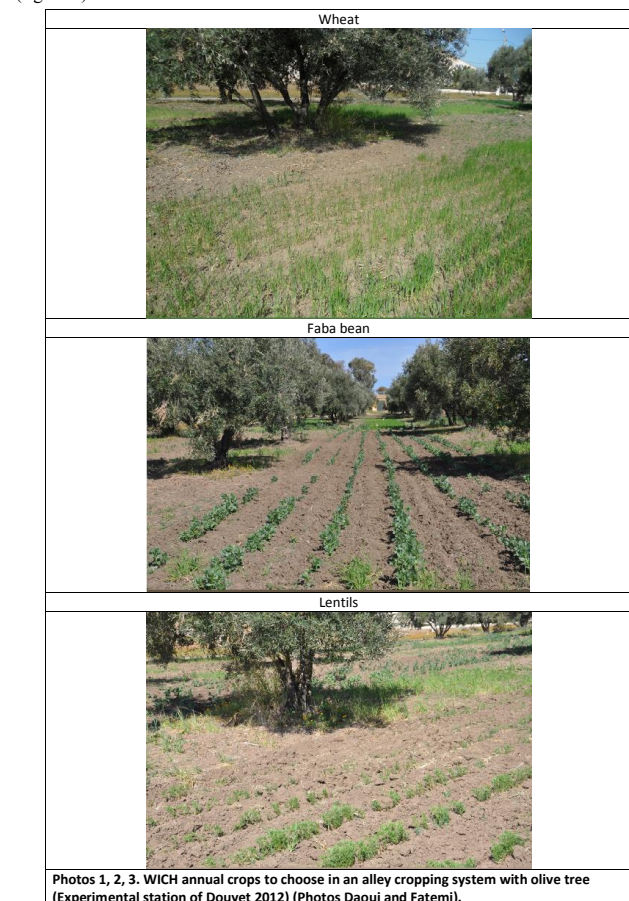 Wheat
Faba bean
Lentils
Photos 1, 2, 3. WICH annual crops to choose in an alley cropping system with olive tree
(Experimental station of Douyet 2012) (Photos Daoui and Fatemi).